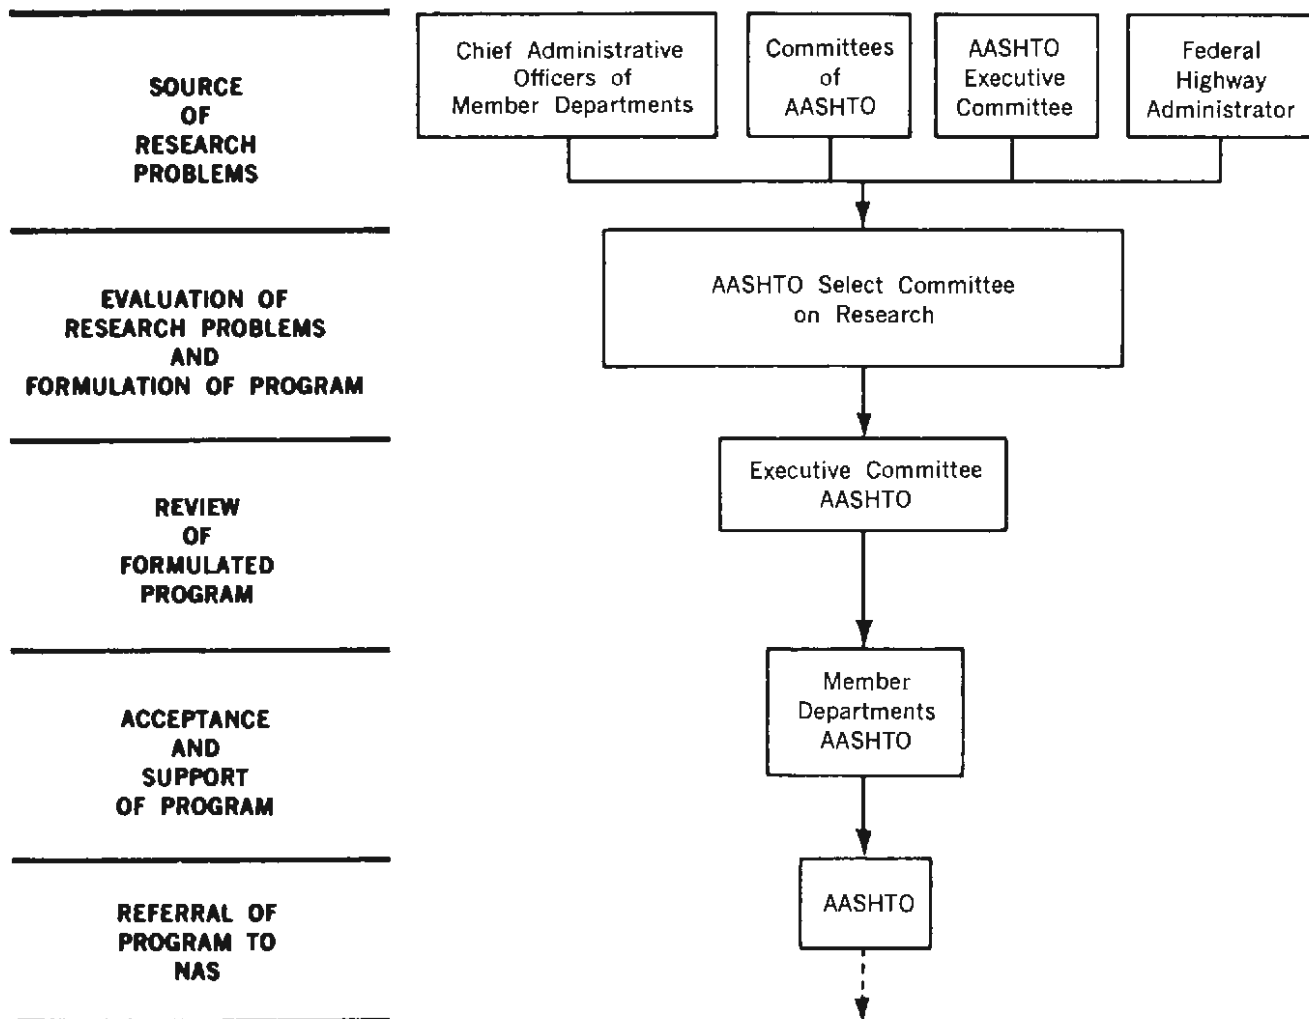 SOURCE
OF
RESEARCH
PROBLEMS
Chief Administrative
Officers of
Member Departments
Committees
of
AASHTO
AASHTO
Executive
Committee
Federal
Highway
Administrator
EVALUATION OF
RESEARCH PROBLEMS
AND
FORMULATION OF PROGRAM
AASHTO Select Committee
on Research
REVIEW
OF
FORMULATED
PROGRAM
Executive Committee
AASHTO
ACCEPTANCE
AND
SUPPORT
OF PROGRAM
Member
Departments
AASHTO
REFERRAL OF
PROGRAM TO
NAS
AASHTO